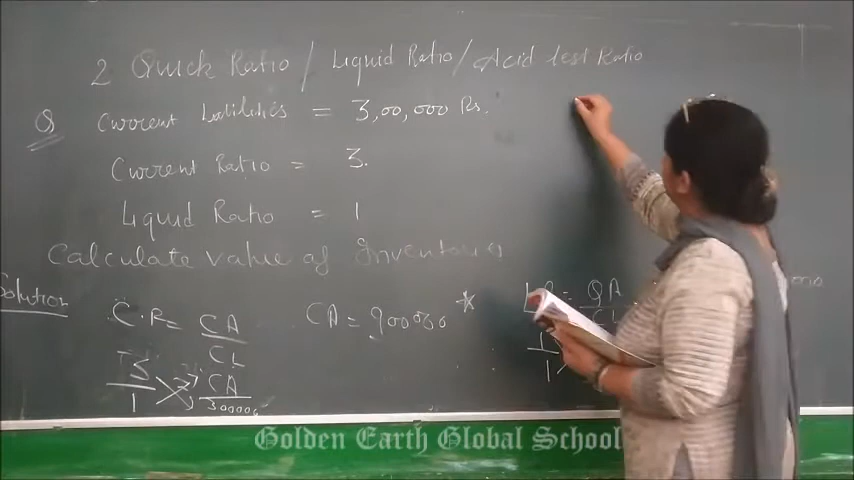 2 Quick Ratio / Liquid Ratio / Acid test Ratio
Q Current Liabilities = 3,00,000 Rs.
Current Ratio = 3.
Liquid Ratio = 1
Calculate value of Inventories
Solution
C.R = CA
CL
CA = 900000 *
3
1
CA
300000
= QA
CL
1
1
Golden Earth Global School